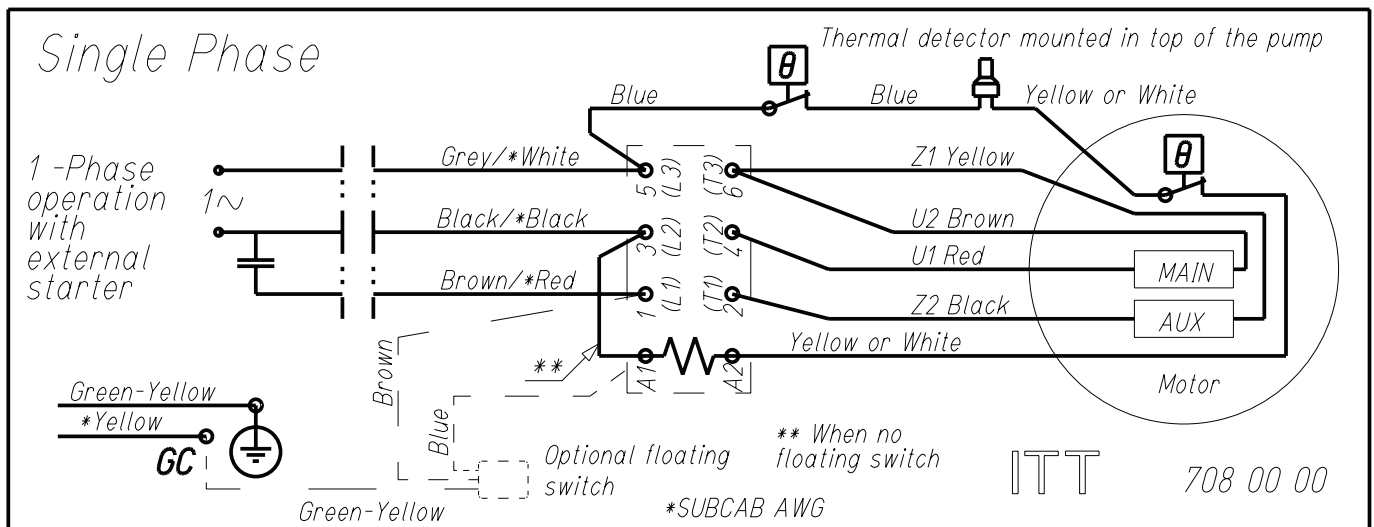 Single Phase
Thermal detector mounted in top of the pump
θ
Blue
Blue
Yellow or White
1-Phase
operation
with
external
starter
1~
Grey/*White
5 (L3)
(T3) 6
Z1 Yellow
θ
Black/*Black
3 (L2)
(T2) 4
U2 Brown
U1 Red
MAIN
Brown/*Red
1 (L1)
(T1) 2
Z2 Black
AUX
Yellow or White
A1
A2
**
Motor
Brown
Blue
Green-Yellow
*Yellow
GC
Optional floating
switch
** When no
floating switch
ITT
708 00 00
Green-Yellow
*SUBCAB AWG